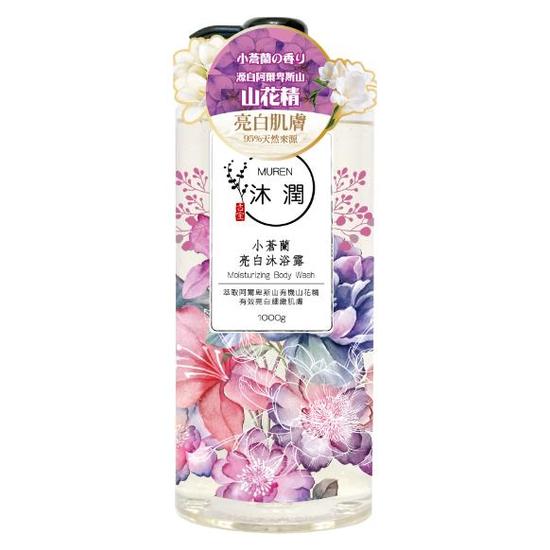 小蒼蘭の香り
源自阿爾卑斯山
山花精
亮白肌膚
95%天然來源
MUREN
沐潤
小蒼蘭
亮白沐浴露
Moisturizing Body Wash
萃取阿爾卑斯山有機山花精
有效亮白細緻肌膚
1000g